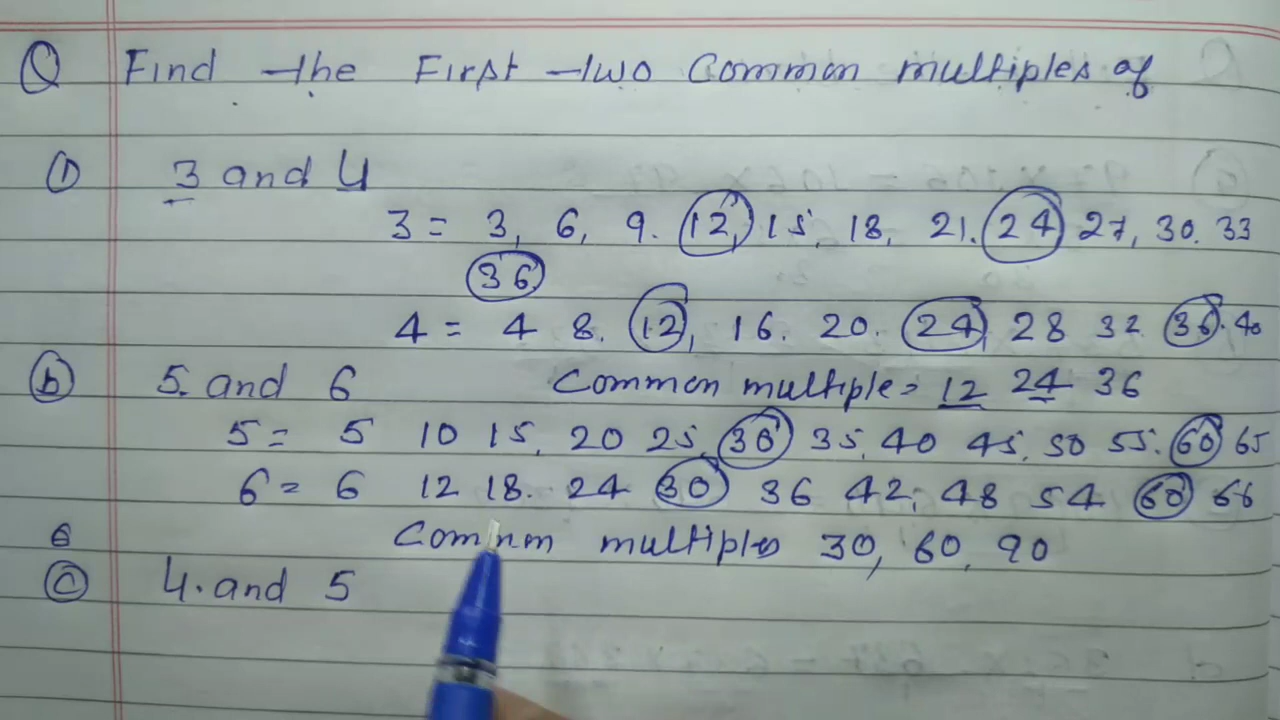 Q Find the First two Common multiples of
① 3 and 4
3 = 3, 6, 9. 12, 15, 18, 21. 24 27, 30. 33
36
4 = 4 8. 12, 16. 20. 24, 28 32 36. 40
ⓑ 5. and 6 Common multiple = 12 24 36
5 = 5 10 15, 20 25, 30 35, 40 45, 50 55. 60 65
6 = 6 12 18. 24 30 36 42, 48 54 60 66
Common multiples 30, 60, 90
ⓒ 4. and 5